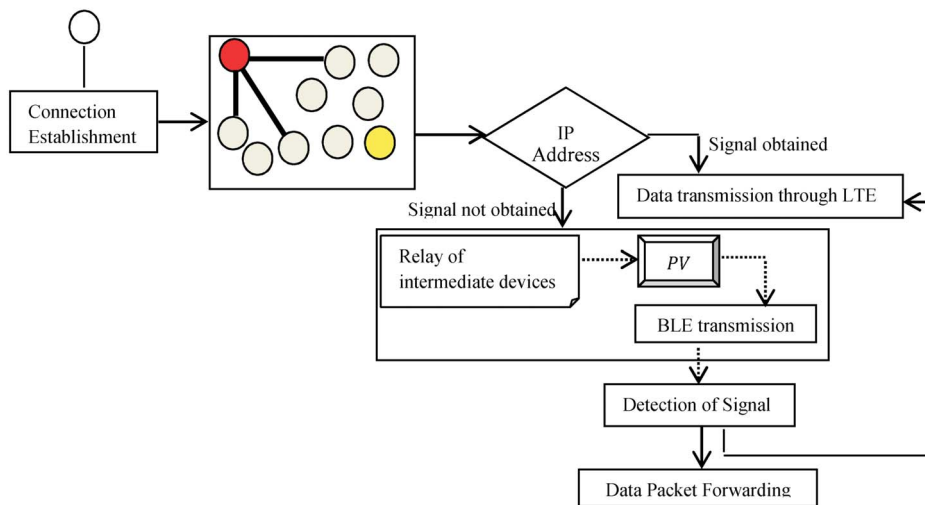 Connection
Establishment
IP
Address
Signal obtained
Data transmission through LTE
Signal not obtained
Relay of
intermediate devices
PV
BLE transmission
Detection of Signal
Data Packet Forwarding